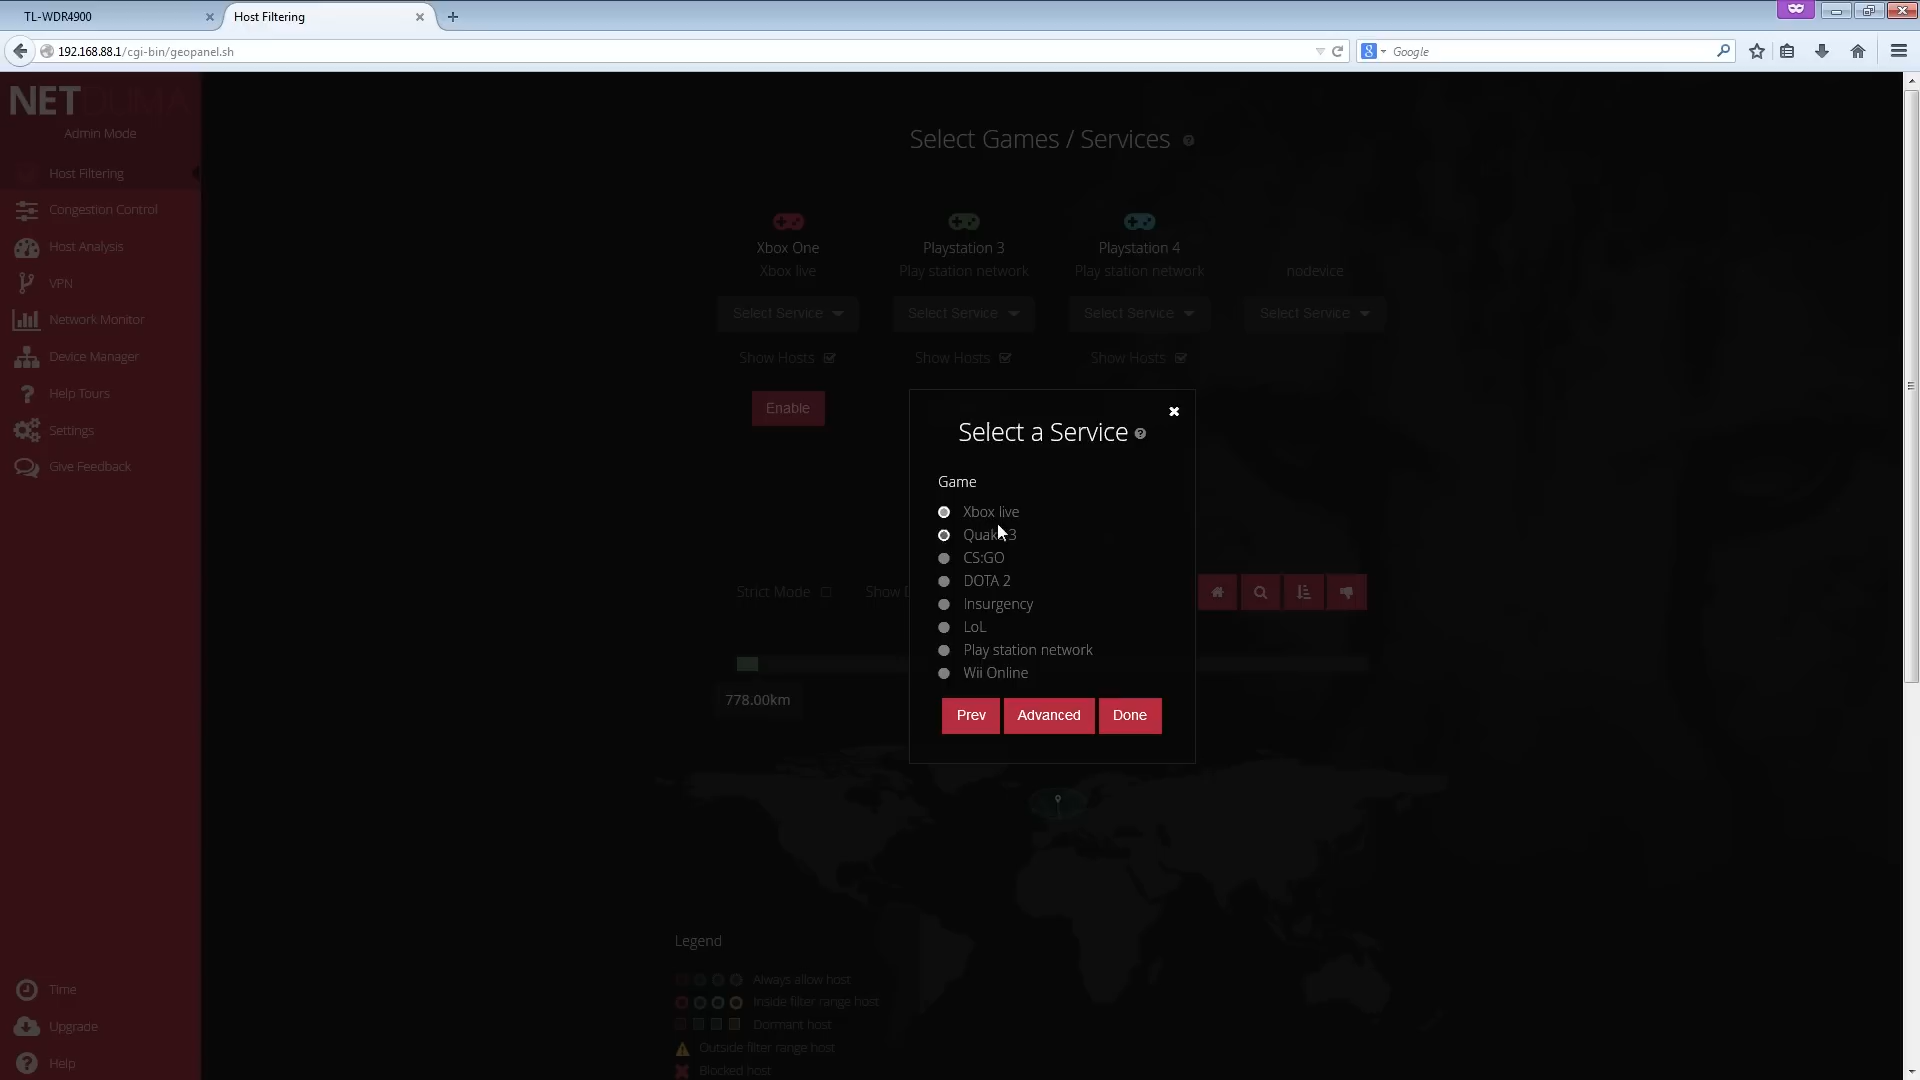 TL-WDR4900
Host Filtering
192.168.88.1/cgi-bin/geopanel.sh
8
Google
NETDUMA
Admin Mode
Host Filtering
Congestion Control
Host Analysis
VPN
Network Monitor
Device Manager
Help Tours
Settings
Give Feedback
Time
Upgrade
Help
Select Games / Services
Xbox One
Playstation 3
Playstation 4
Xbox live
Play station network
Play station network
nodevice
Select Service
Select Service
Select Service
Select Service
Show Hosts
Show Hosts
Show Hosts
Enable
Select a Service
Game
Xbox live
Quake 3
CS:GO
DOTA 2
Insurgency
LoL
Play station network
Wii Online
Prev
Advanced
Done
Strict Mode
Show
778.00km
Legend
Always allow host
Inside filter range host
Dormant host
Outside filter range host
Blocked host